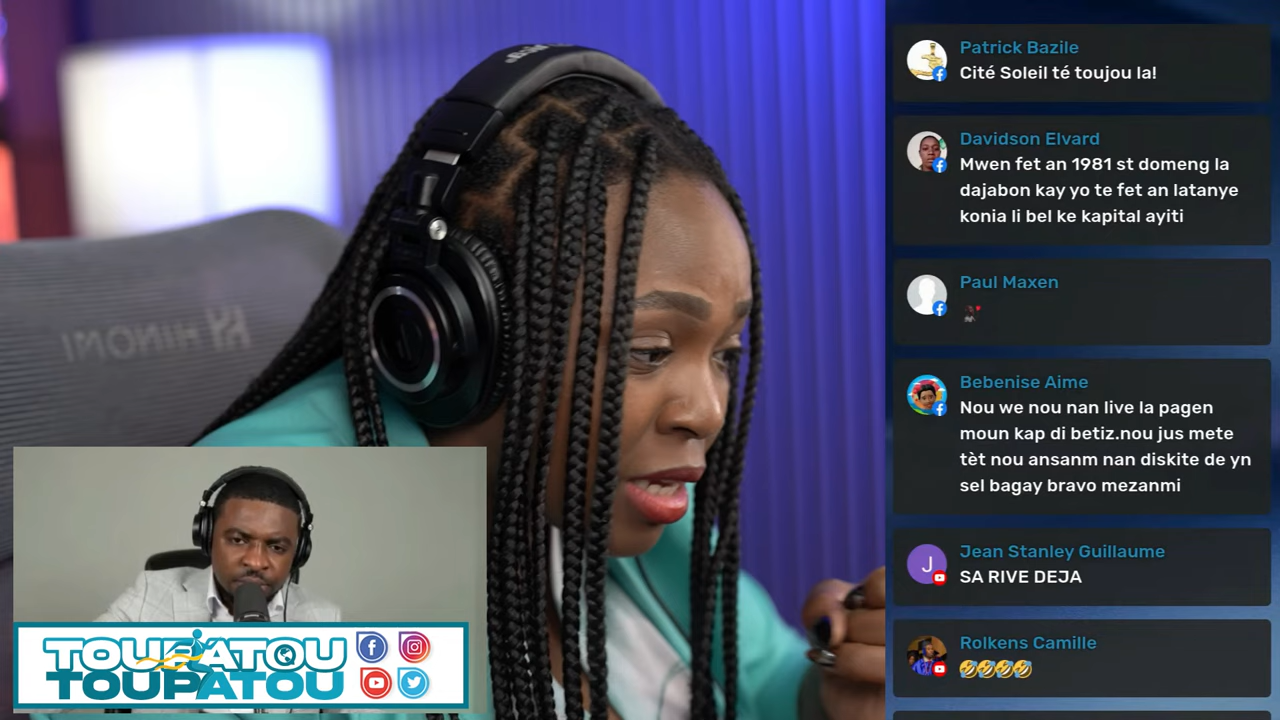 Patrick Bazile
Cité Soleil té toujou la!
Davidson Elvard
Mwen fet an 1981 st domeng la
dajabon kay yo te fet an latanye
konia li bel ke kapital ayiti
Paul Maxen
Bebenise Aime
Nou we nou nan live la pagen
moun kap di betiz.nou jus mete
tèt nou ansanm nan diskite de yn
sel bagay bravo mezanmi
J
Jean Stanley Guillaume
SA RIVE DEJA
Rolkens Camille
🤣🤣🤣🤣
HINOMI
TOUPATOU
TOUPATOU